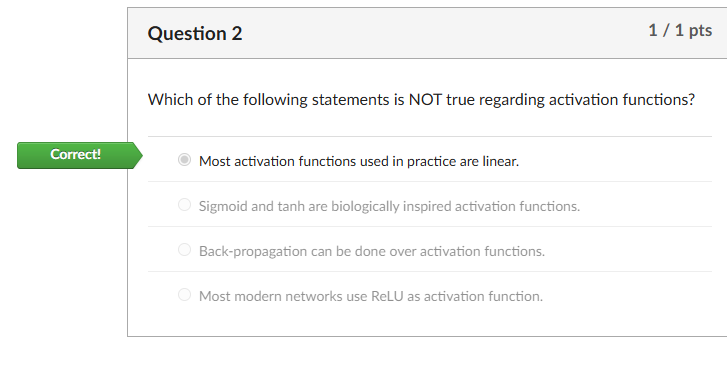 Question 2
1 / 1 pts
Which of the following statements is NOT true regarding activation functions?
Correct!
Most activation functions used in practice are linear.
Sigmoid and tanh are biologically inspired activation functions.
Back-propagation can be done over activation functions.
Most modern networks use ReLU as activation function.